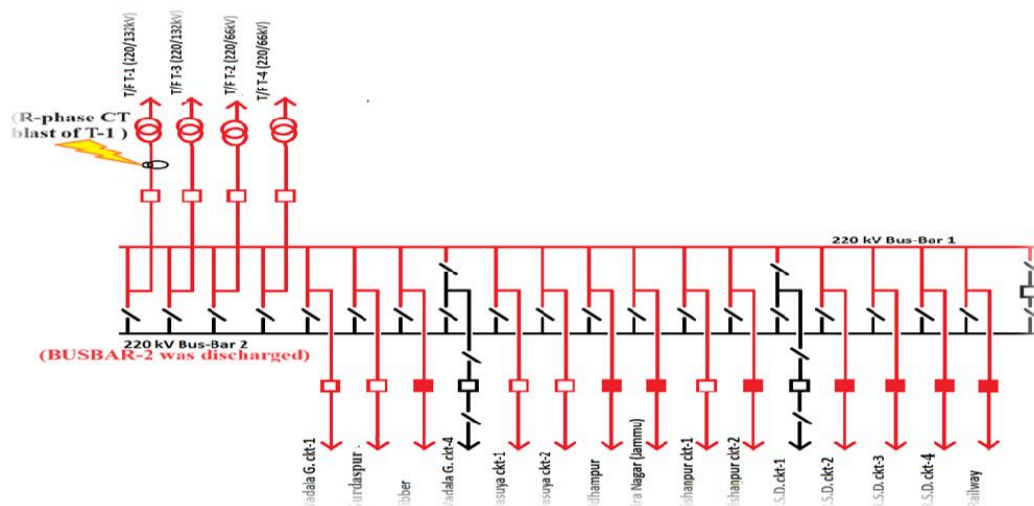 T/F T-1 (220/132kV)
T/F T-3 (220/132kV)
T/F T-2 (220/66kV)
T/F T-4 (220/66kV)
(R-phase CT
blast of T-1 )
220 kV Bus-Bar 1
220 kV Bus-Bar 2
(BUSBAR-2 was discharged)
ckt-1
G. ckt-4
ckt-1
ckt-2
Nagar (Jammu)
ckt-1
ckt-2
S.D. ckt-1
S.D. ckt-2
S.D. ckt-3
S.D. ckt-4
Railway